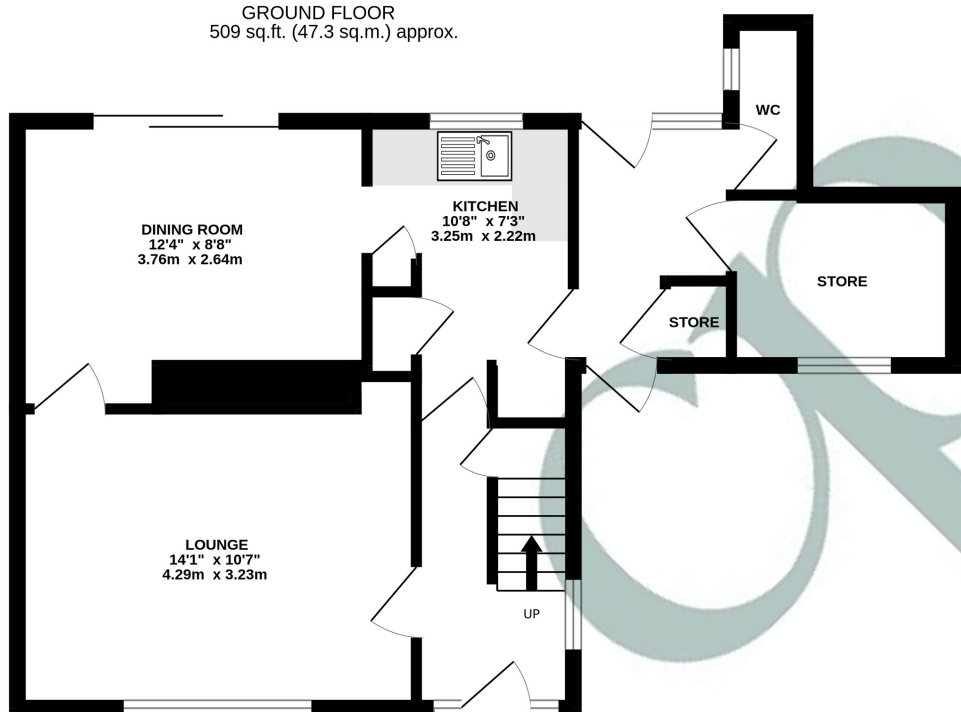 GROUND FLOOR
509 sq.ft. (47.3 sq.m.) approx.
WC
DINING ROOM
12'4" x 8'8"
3.76m x 2.64m
KITCHEN
10'8" x 7'3"
3.25m x 2.22m
STORE
STORE
LOUNGE
14'1" x 10'7"
4.29m x 3.23m
UP